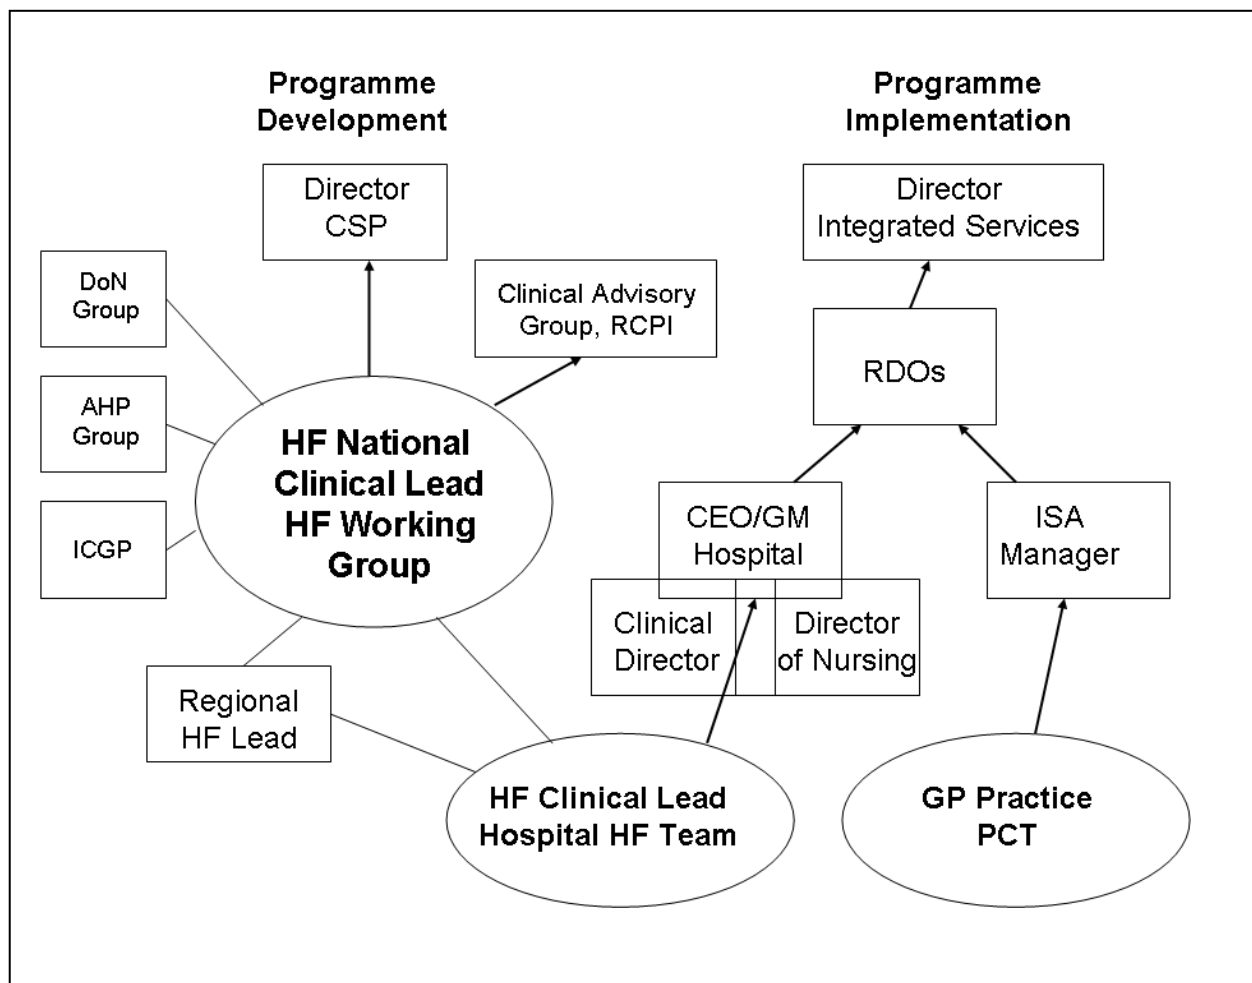 Programme
Development
Programme
Implementation
Director
CSP
Director
Integrated Services
DoN
Group
Clinical Advisory
Group, RCPI
RDOs
AHP
Group
HF National
Clinical Lead
HF Working
Group
ICGP
CEO/GM
Hospital
ISA
Manager
Clinical
Director
Director
of Nursing
Regional
HF Lead
HF Clinical Lead
Hospital HF Team
GP Practice
PCT